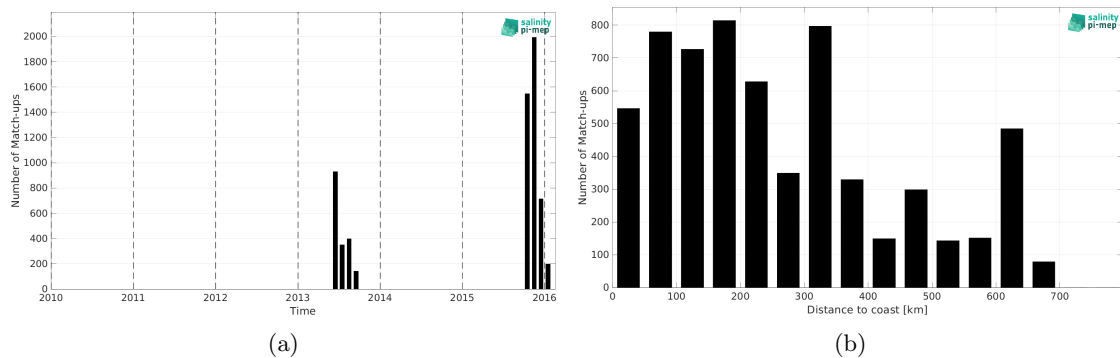 salinity
pi-mep
2000
1800
1600
1400
1200
1000
800
600
400
200
0
Number of Match-ups
2010 2011 2012 2013 2014 2015 2016
Time
(a)
salinity
pi-mep
800
700
600
500
400
300
200
100
0
Number of Match-ups
0 100 200 300 400 500 600 700
Distance to coast [km]
(b)